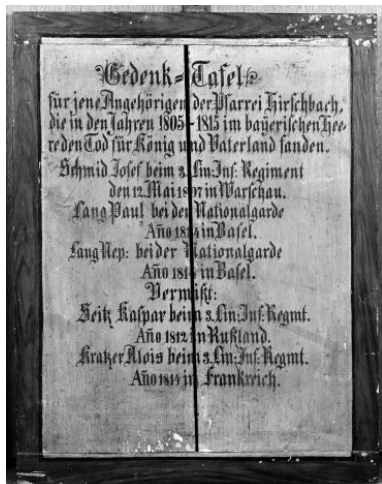 Gedenk=Tafel
für jene Angehörigen der Pfarrei Hirschbach,
die in den Jahren 1805-1815 im bayerischen Hee-
re den Tod für König und Vaterland fanden.
Schmid Josef beim 3. Lin: Inf: Regiment
den 12. Mai 1807 in Warschau.
Lang Paul bei der Nationalgarde
Año 1814 in Basel.
Lang Nep: bei der Nationalgarde
Año 1814 in Basel.
Vermißt:
Seitz Kaspar beim 3. Lin: Inf: Regmt.
Año 1812 in Rußland.
Kratzer Alois beim 3. Lin: Inf: Regmt.
Año 1814 in Frankreich.